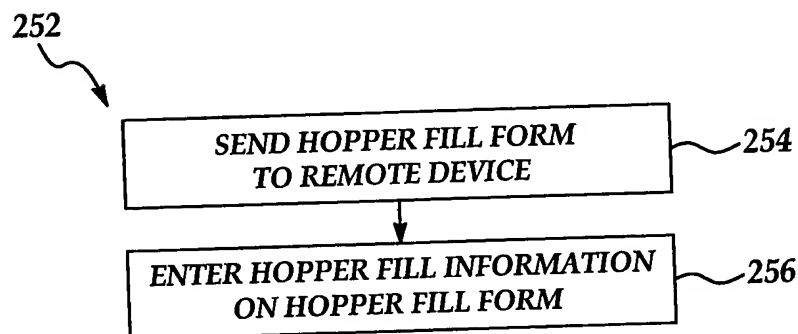 252
SEND HOPPER FILL FORM
TO REMOTE DEVICE
254
ENTER HOPPER FILL INFORMATION
ON HOPPER FILL FORM
256